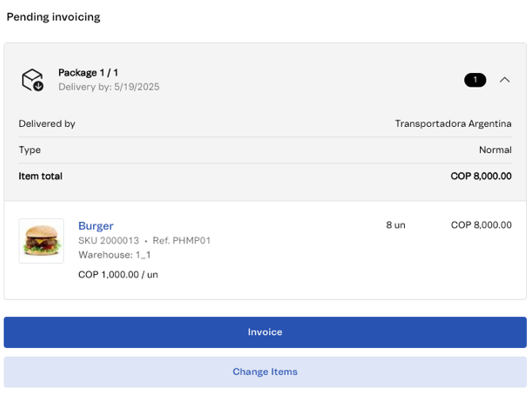 Pending invoicing
Package 1 / 1
Delivery by: 5/19/2025
1
Delivered by Transportadora Argentina
Type Normal
Item total COP 8,000.00
Burger 8 un COP 8,000.00
SKU 2000013 • Ref. PHMP01
Warehouse: 1_1
COP 1,000.00 / un
Invoice
Change Items